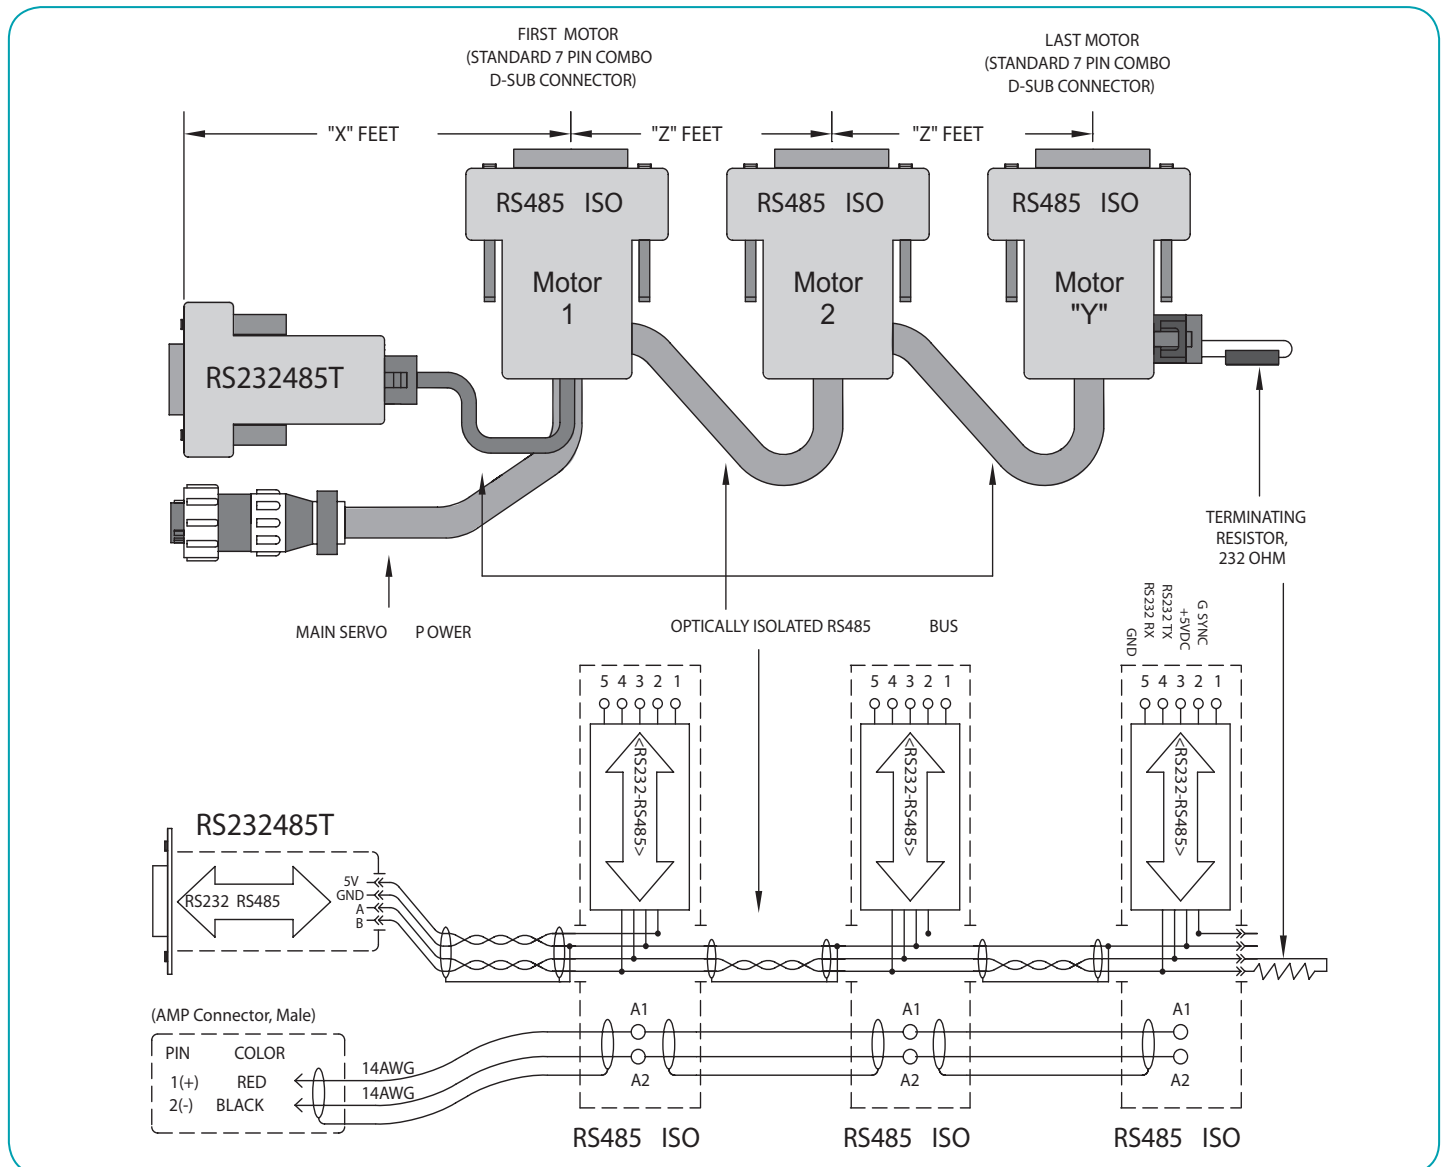 FIRST MOTOR
(STANDARD 7 PIN COMBO
D-SUB CONNECTOR)
LAST MOTOR
(STANDARD 7 PIN COMBO
D-SUB CONNECTOR)
"X" FEET
"Z" FEET
"Z" FEET
RS485 ISO
RS485 ISO
RS485 ISO
Motor
1
Motor
2
Motor
"Y"
RS232485T
TERMINATING
RESISTOR,
232 OHM
MAIN SERVO POWER
OPTICALLY ISOLATED RS485 BUS
GND
RS232 RX
RS232 TX
+5VDC
G SYNC
5 4 3 2 1
5 4 3 2 1
5 4 3 2 1
<RS232-RS485>
<RS232-RS485>
<RS232-RS485>
RS232485T
RS232 RS485
5V
GND
A
B
(AMP Connector, Male)
PIN COLOR
1(+) RED
2(-) BLACK
14AWG
14AWG
A1
A2
A1
A2
A1
A2
RS485 ISO
RS485 ISO
RS485 ISO